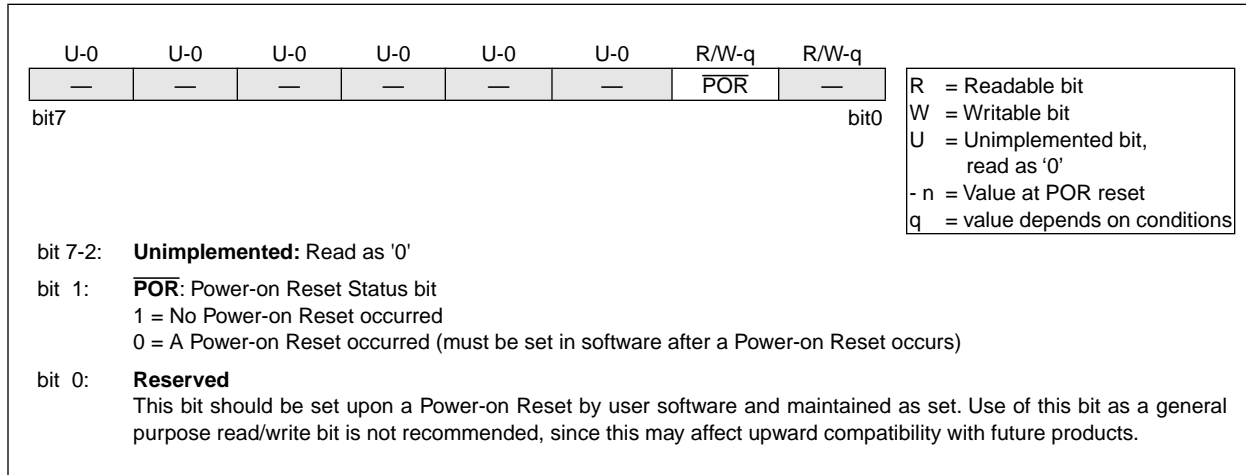 U-0 U-0 U-0 U-0 U-0 U-0 R/W-q R/W-q
— — — — — — P̅O̅R̅ —
bit7 bit0
R = Readable bit
W = Writable bit
U = Unimplemented bit,
read as ‘0’
- n = Value at POR reset
q = value depends on conditions
bit 7-2: Unimplemented: Read as '0'
bit 1: P̅O̅R̅: Power-on Reset Status bit
1 = No Power-on Reset occurred
0 = A Power-on Reset occurred (must be set in software after a Power-on Reset occurs)
bit 0: Reserved
This bit should be set upon a Power-on Reset by user software and maintained as set. Use of this bit as a general
purpose read/write bit is not recommended, since this may affect upward compatibility with future products.